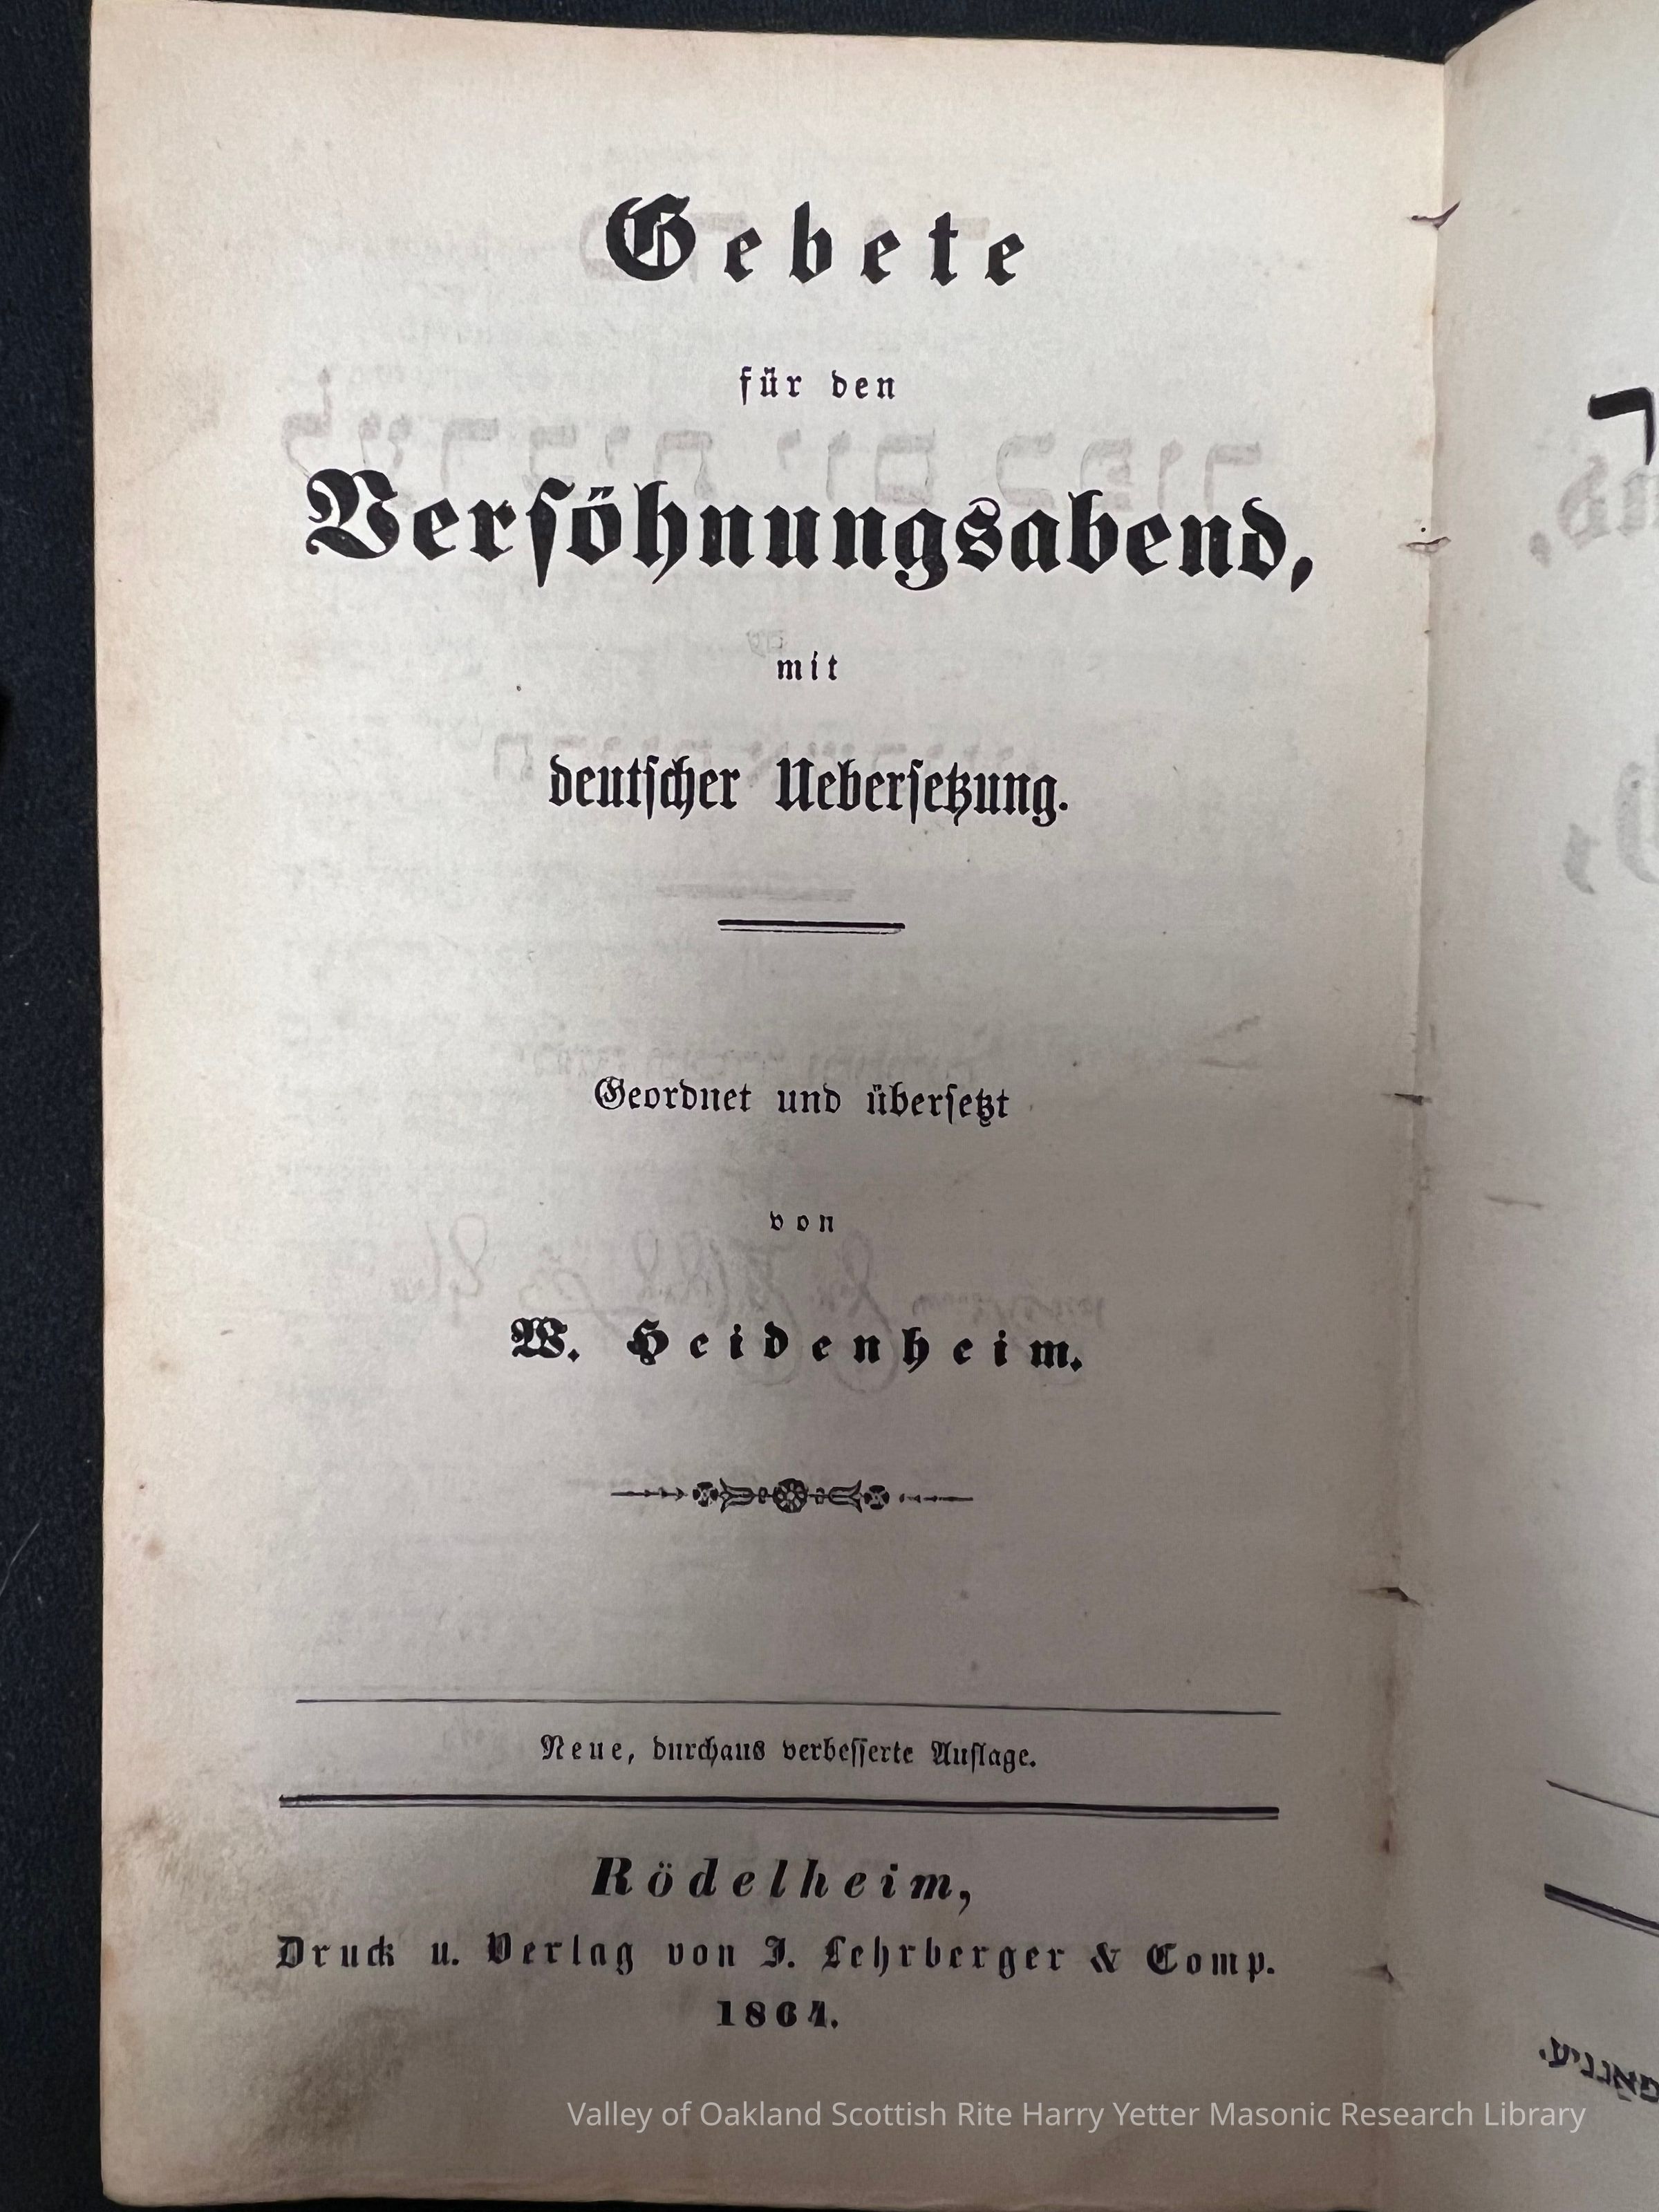 Gebete
für den
Versöhnungsabend,
mit
deutscher Uebersetzung.
Geordnet und übersetzt
von
W. Heidenheim.
Neue, durchaus verbesserte Auflage.
Rödelheim,
Druck u. Verlag von J. Lehrberger & Comp.
1864.
Valley of Oakland Scottish Rite Harry Yetter Masonic Research Library